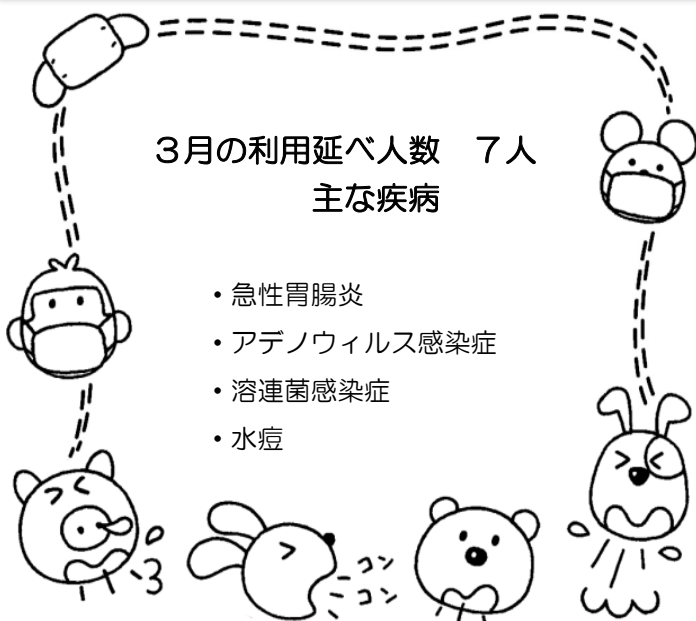 ３月の利用延べ人数　７人
主な疾病
・急性胃腸炎
・アデノウィルス感染症
・溶連菌感染症
・水痘
コン
コン